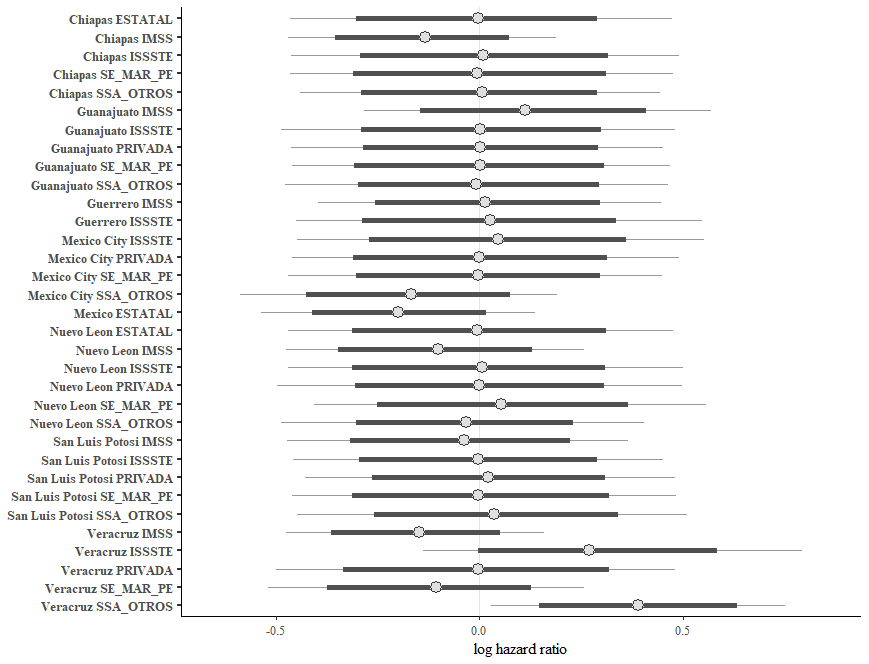 Chiapas ESTATAL
Chiapas IMSS
Chiapas ISSSTE
Chiapas SE_MAR_PE
Chiapas SSA_OTROS
Guanajuato IMSS
Guanajuato ISSSTE
Guanajuato PRIVADA
Guanajuato SE_MAR_PE
Guanajuato SSA_OTROS
Guerrero IMSS
Guerrero ISSSTE
Mexico City ISSSTE
Mexico City PRIVADA
Mexico City SE_MAR_PE
Mexico City SSA_OTROS
Mexico ESTATAL
Nuevo Leon ESTATAL
Nuevo Leon IMSS
Nuevo Leon ISSSTE
Nuevo Leon PRIVADA
Nuevo Leon SE_MAR_PE
Nuevo Leon SSA_OTROS
San Luis Potosi IMSS
San Luis Potosi ISSSTE
San Luis Potosi PRIVADA
San Luis Potosi SE_MAR_PE
San Luis Potosi SSA_OTROS
Veracruz IMSS
Veracruz ISSSTE
Veracruz PRIVADA
Veracruz SE_MAR_PE
Veracruz SSA_OTROS
-0.5 0.0 0.5
log hazard ratio